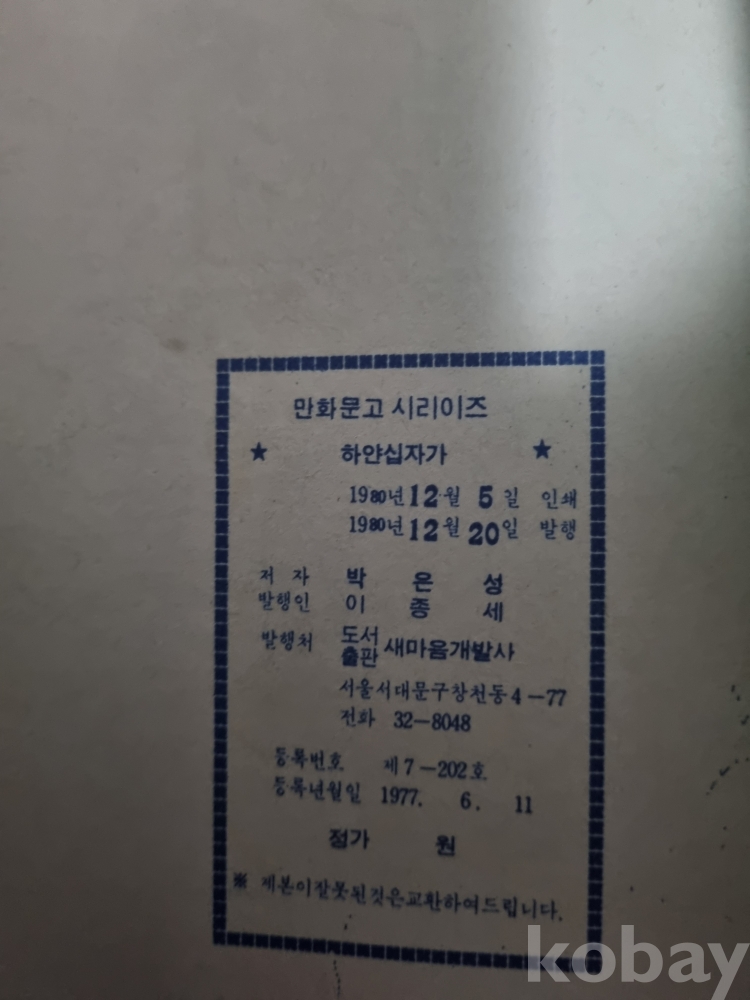 만화문고 시리이즈
★ 하얀십자가 ★
1980년 12월 5일 인쇄
1980년 12월 20일 발행
저 자 박 은 성
발행인 이 종 세
발행처 도서출판 새마음개발사
서울서대문구창천동4-77
전화 32-8048
등록번호 제7-202호
등록년월일 1977. 6. 11
정가 원
※ 제본이잘못된것은교환하여드립니다.
kobay